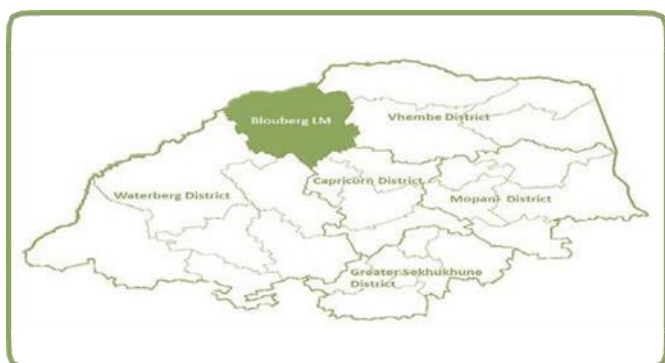 Blouberg LM
Vhembe District
Capricorn District
Waterberg District
Mopani District
Greater Sekhukhune
District